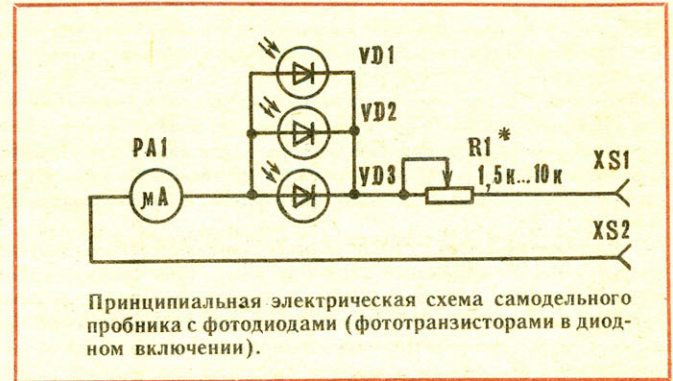 VD1
VD2
VD3
PA1
μA
R1*
1,5к...10к
XS1
XS2
Принципиальная электрическая схема самодельного
пробника с фотодиодами (фототранзисторами в диод-
ном включении).